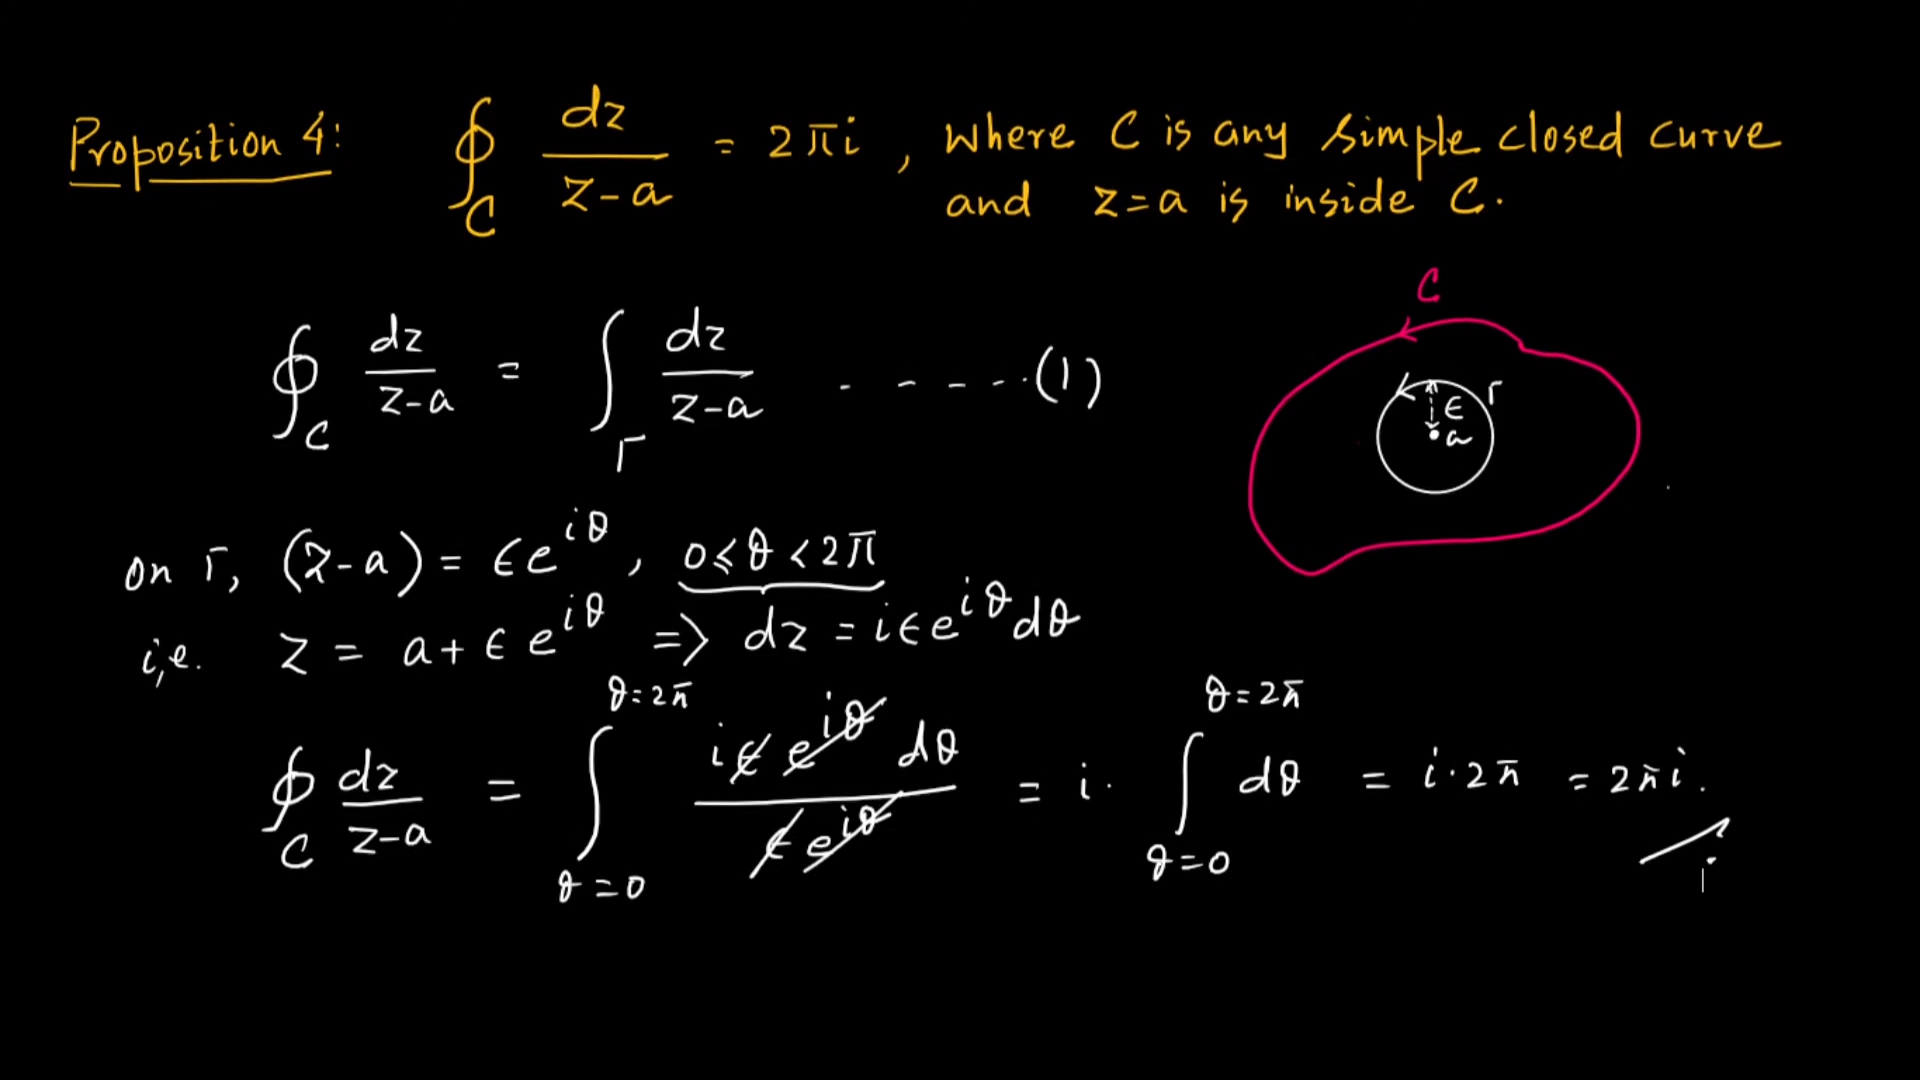 Proposition 4: ∮_C dz/(z-a) = 2πi, where C is any simple closed curve
and z=a is inside C.
C
∮_C dz/(z-a) = ∫_Γ dz/(z-a) - - - - - - (1)
Γ
ϵ
a
on Γ, (z-a) = ϵe^{iθ}, 0≤θ<2π
i,e. z = a+ϵe^{iθ} => dz = iϵe^{iθ}dθ
∮_C dz/(z-a) = ∫_{θ=0}^{θ=2π} iϵe^{iθ}dθ/ϵe^{iθ} = i. ∫_{θ=0}^{θ=2π} dθ = i·2π = 2πi.